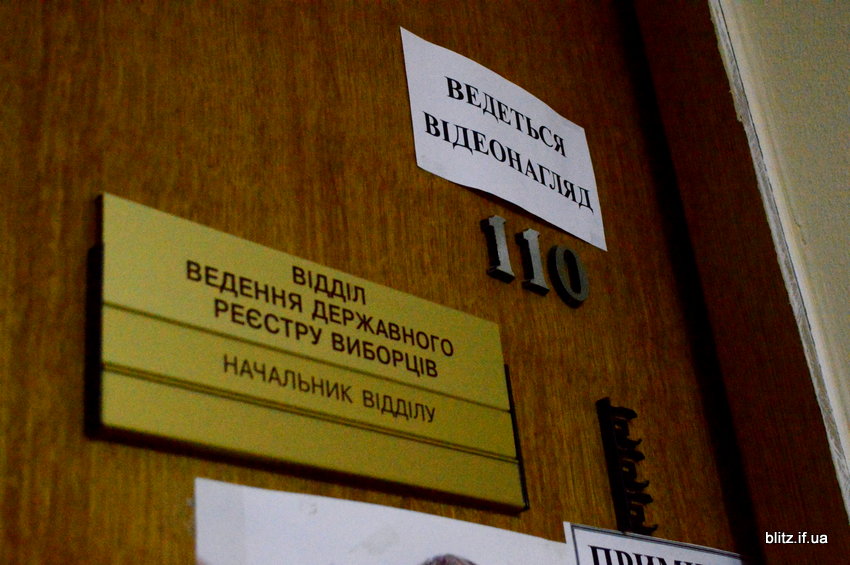 ВЕДЕТЬСЯ
ВІДЕОНАГЛЯД
110
ВІДДІЛ
ВЕДЕННЯ ДЕРЖАВНОГО
РЕЄСТРУ ВИБОРЦІВ
НАЧАЛЬНИК ВІДДІЛУ
blitz.if.ua